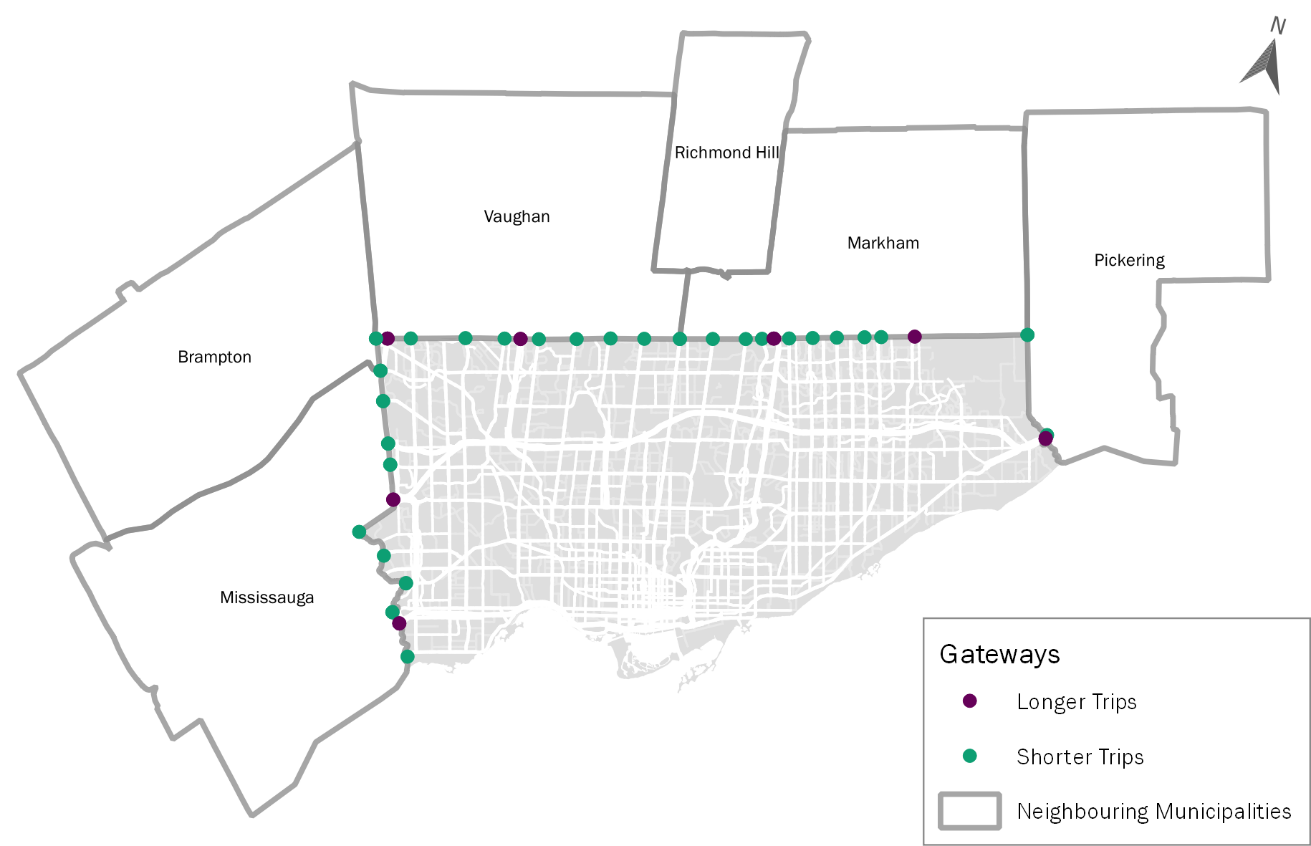 N
Richmond Hill
Vaughan
Markham
Pickering
Brampton
Mississauga
Gateways
Longer Trips
Shorter Trips
Neighbouring Municipalities